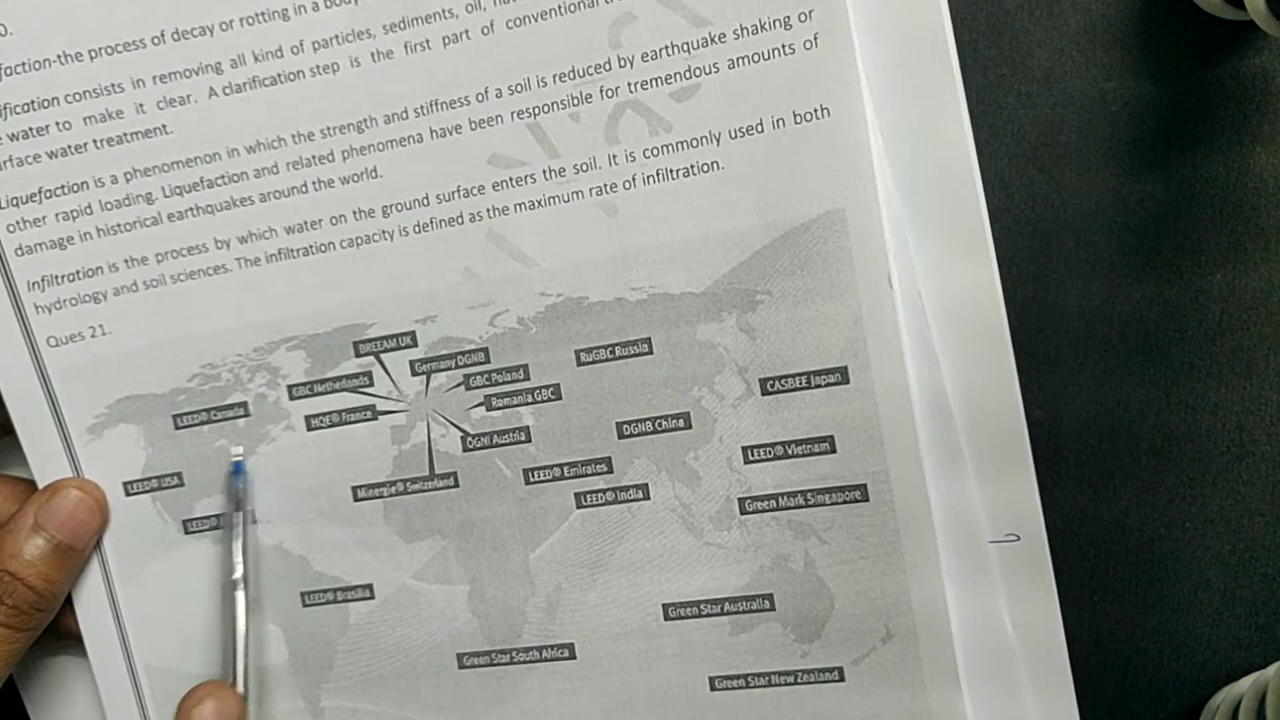 0.
faction-the process of decay or rotting in a body
ification consists in removing all kind of particles, sediments, oil,
water to make it clear. A clarification step is the first part of conventional
rface water treatment.
Liquefaction is a phenomenon in which the strength and stiffness of a soil is reduced by earthquake shaking or
other rapid loading. Liquefaction and related phenomena have been responsible for tremendous amounts of
damage in historical earthquakes around the world.
Infiltration is the process by which water on the ground surface enters the soil. It is commonly used in both
hydrology and soil sciences. The infiltration capacity is defined as the maximum rate of infiltration.
Ques 21.
BREEAM UK
Germany DGNB
RuGBC Russia
GBC Netherlands
GBC Poland
CASBEE Japan
LEED® Canada
HQE® France
Romania GBC
DGNB China
OGNI Austria
LEED® Vietnam
LEED® USA
Minergie® Switzerland
LEED® Emirates
LEED® India
Green Mark Singapore
LEED®
LEED® Brasilia
Green Star Australia
Green Star South Africa
Green Star New Zealand